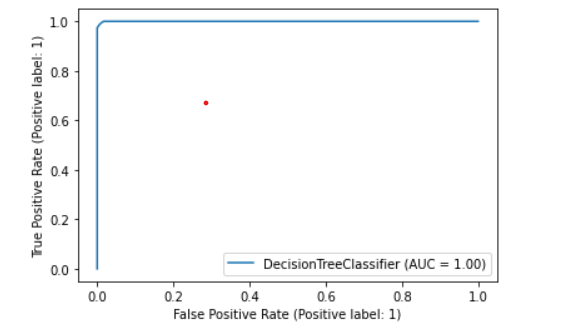 True Positive Rate (Positive label: 1)
1.0
0.8
0.6
0.4
0.2
0.0
DecisionTreeClassifier (AUC = 1.00)
0.0 0.2 0.4 0.6 0.8 1.0
False Positive Rate (Positive label: 1)